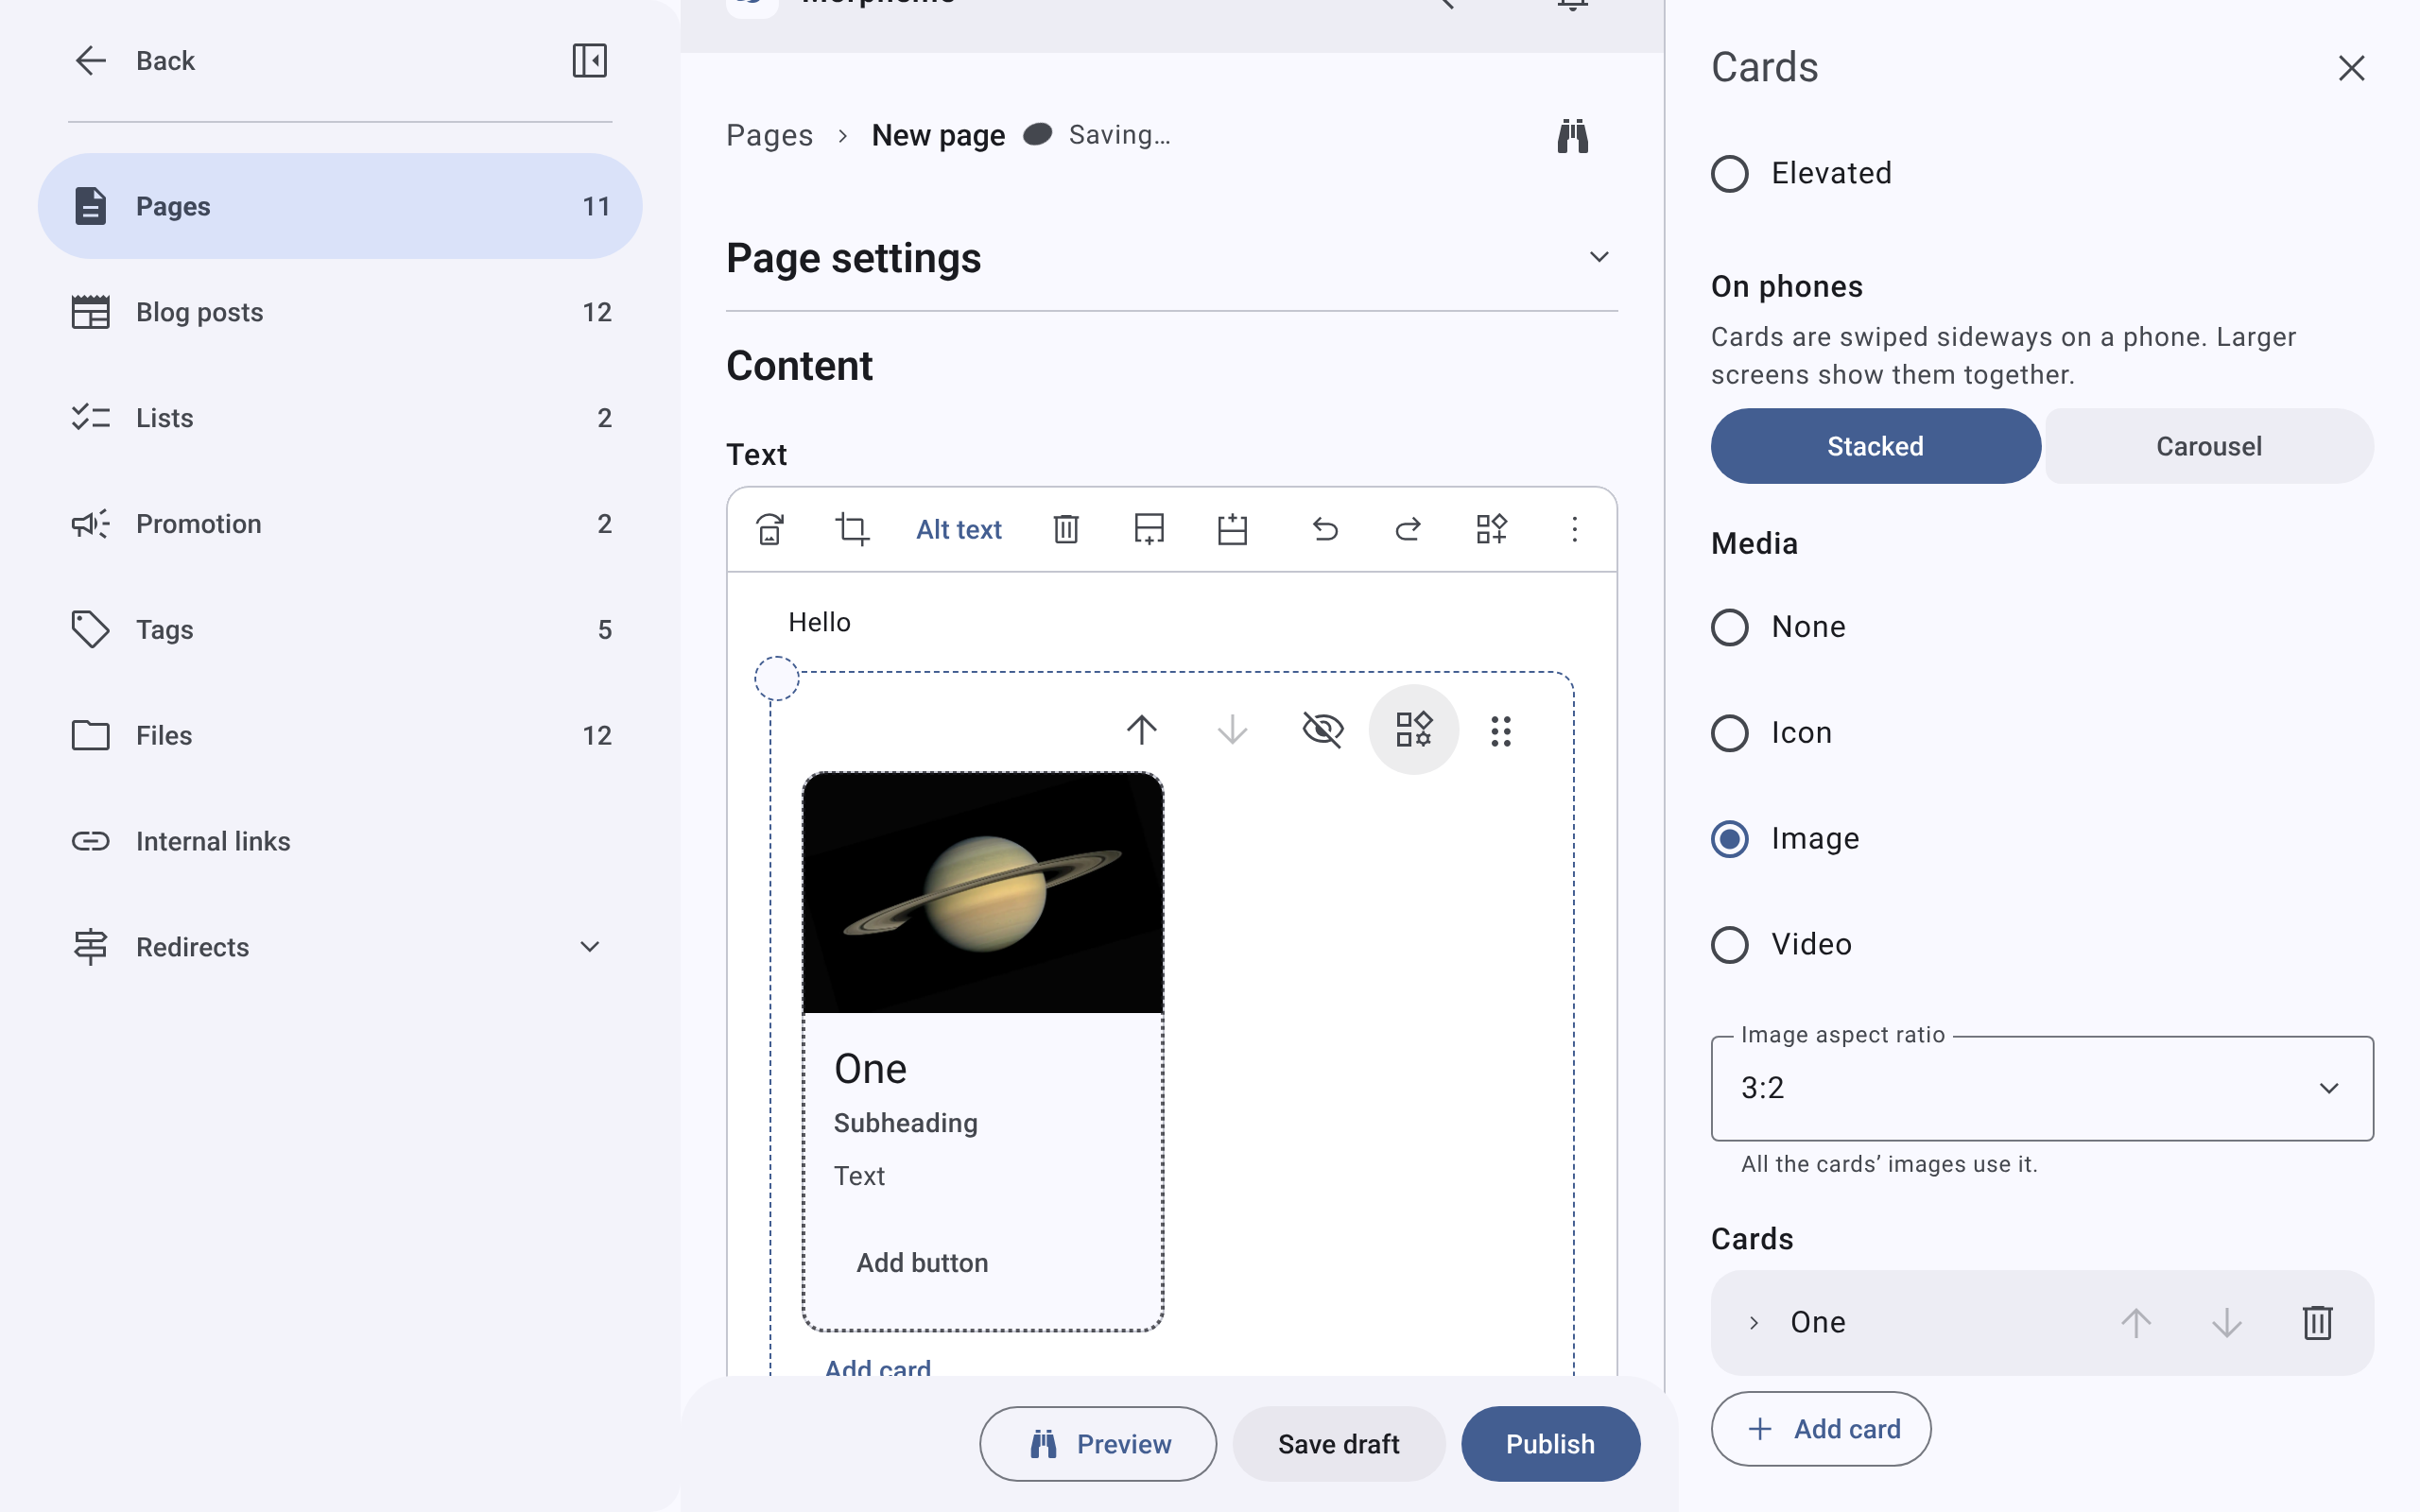 Back
Pages 11
Blog posts 12
Lists 2
Promotion 2
Tags 5
Files 12
Internal links
Redirects
Pages > New page Saving…
Page settings
Content
Text
Alt text
Hello
One
Subheading
Text
Add button
Add card
Preview
Save draft
Publish
Cards
Elevated
On phones
Cards are swiped sideways on a phone. Larger
screens show them together.
Stacked
Carousel
Media
None
Icon
Image
Video
Image aspect ratio
3:2
All the cards’ images use it.
Cards
One
Add card